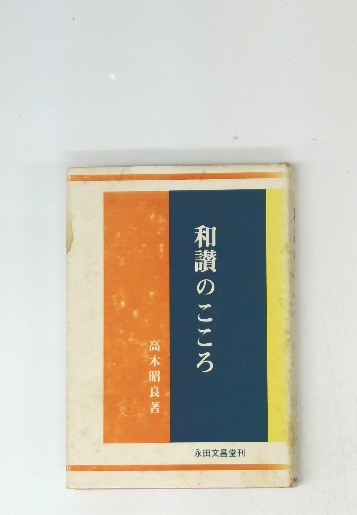 和讃のこころ
高木昭良著
永田文昌堂刊